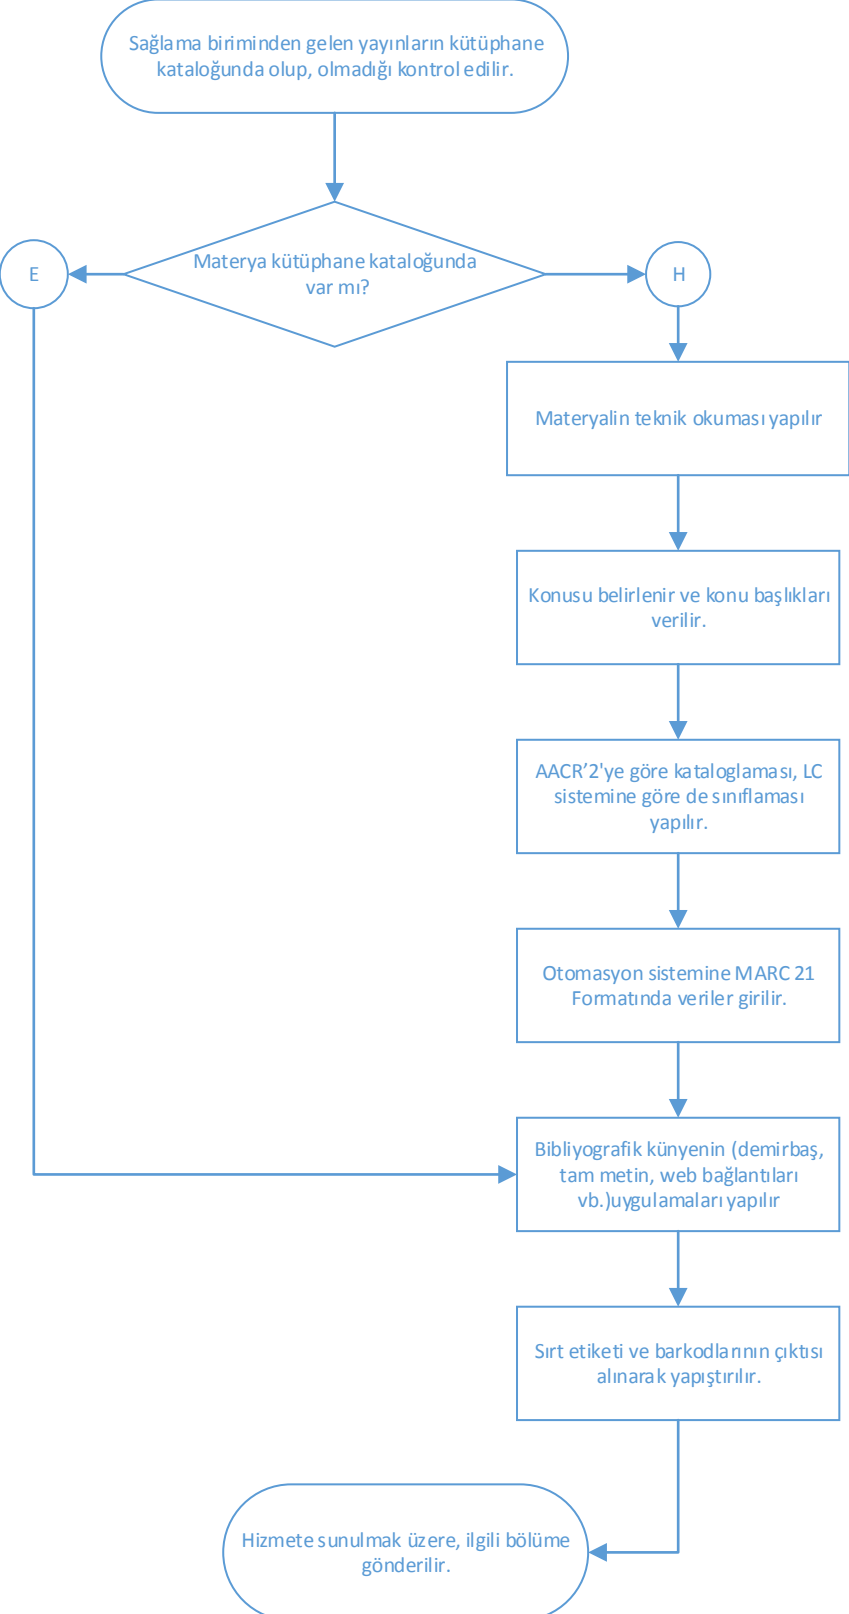 Sağlama biriminden gelen yayınların kütüphane
kataloğunda olup, olmadığı kontrol edilir.
Materya kütüphane kataloğunda
var mı?
E
H
Materyalin teknik okuması yapılır
Konusu belirlenir ve konu başlıkları
verilir.
AACR’2'ye göre kataloglaması, LC
sistemine göre de sınıflaması
yapılır.
Otomasyon sistemine MARC 21
Formatında veriler girilir.
Bibliyografik künyenin (demirbaş,
tam metin, web bağlantıları
vb.)uygulamaları yapılır
Sırt etiketi ve barkodlarının çıktısı
alınarak yapıştırılır.
Hizmete sunulmak üzere, ilgili bölüme
gönderilir.